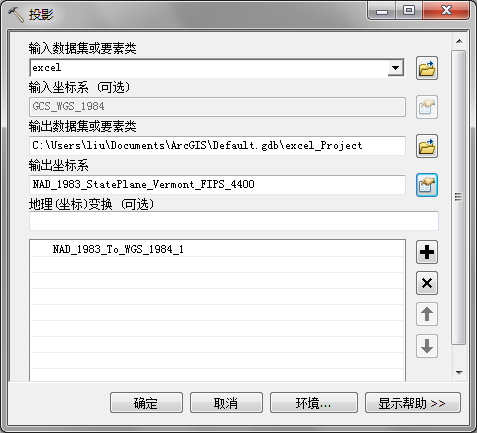 投影
输入数据集或要素类
excel
输入坐标系 (可选)
GCS_WGS_1984
输出数据集或要素类
C:\Users\liu\Documents\ArcGIS\Default.gdb\excel_Project
输出坐标系
NAD_1983_StatePlane_Vermont_FIPS_4400
地理(坐标)变换 (可选)
NAD_1983_To_WGS_1984_1
确定 取消 环境... 显示帮助 >>